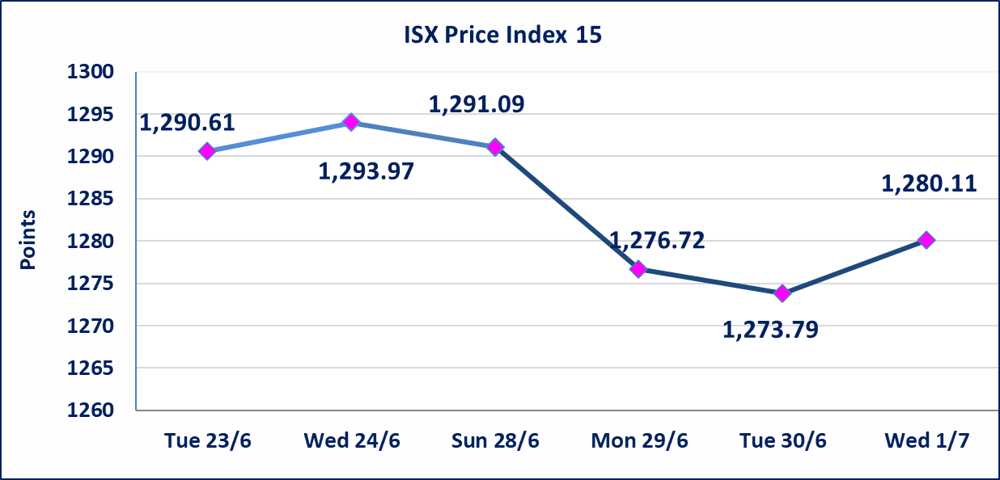 ISX Price Index 15
1300
1295
1290
1285
1280
1275
1270
1265
1260
Points
1,290.61
1,293.97
1,291.09
1,276.72
1,273.79
1,280.11
Tue 23/6
Wed 24/6
Sun 28/6
Mon 29/6
Tue 30/6
Wed 1/7